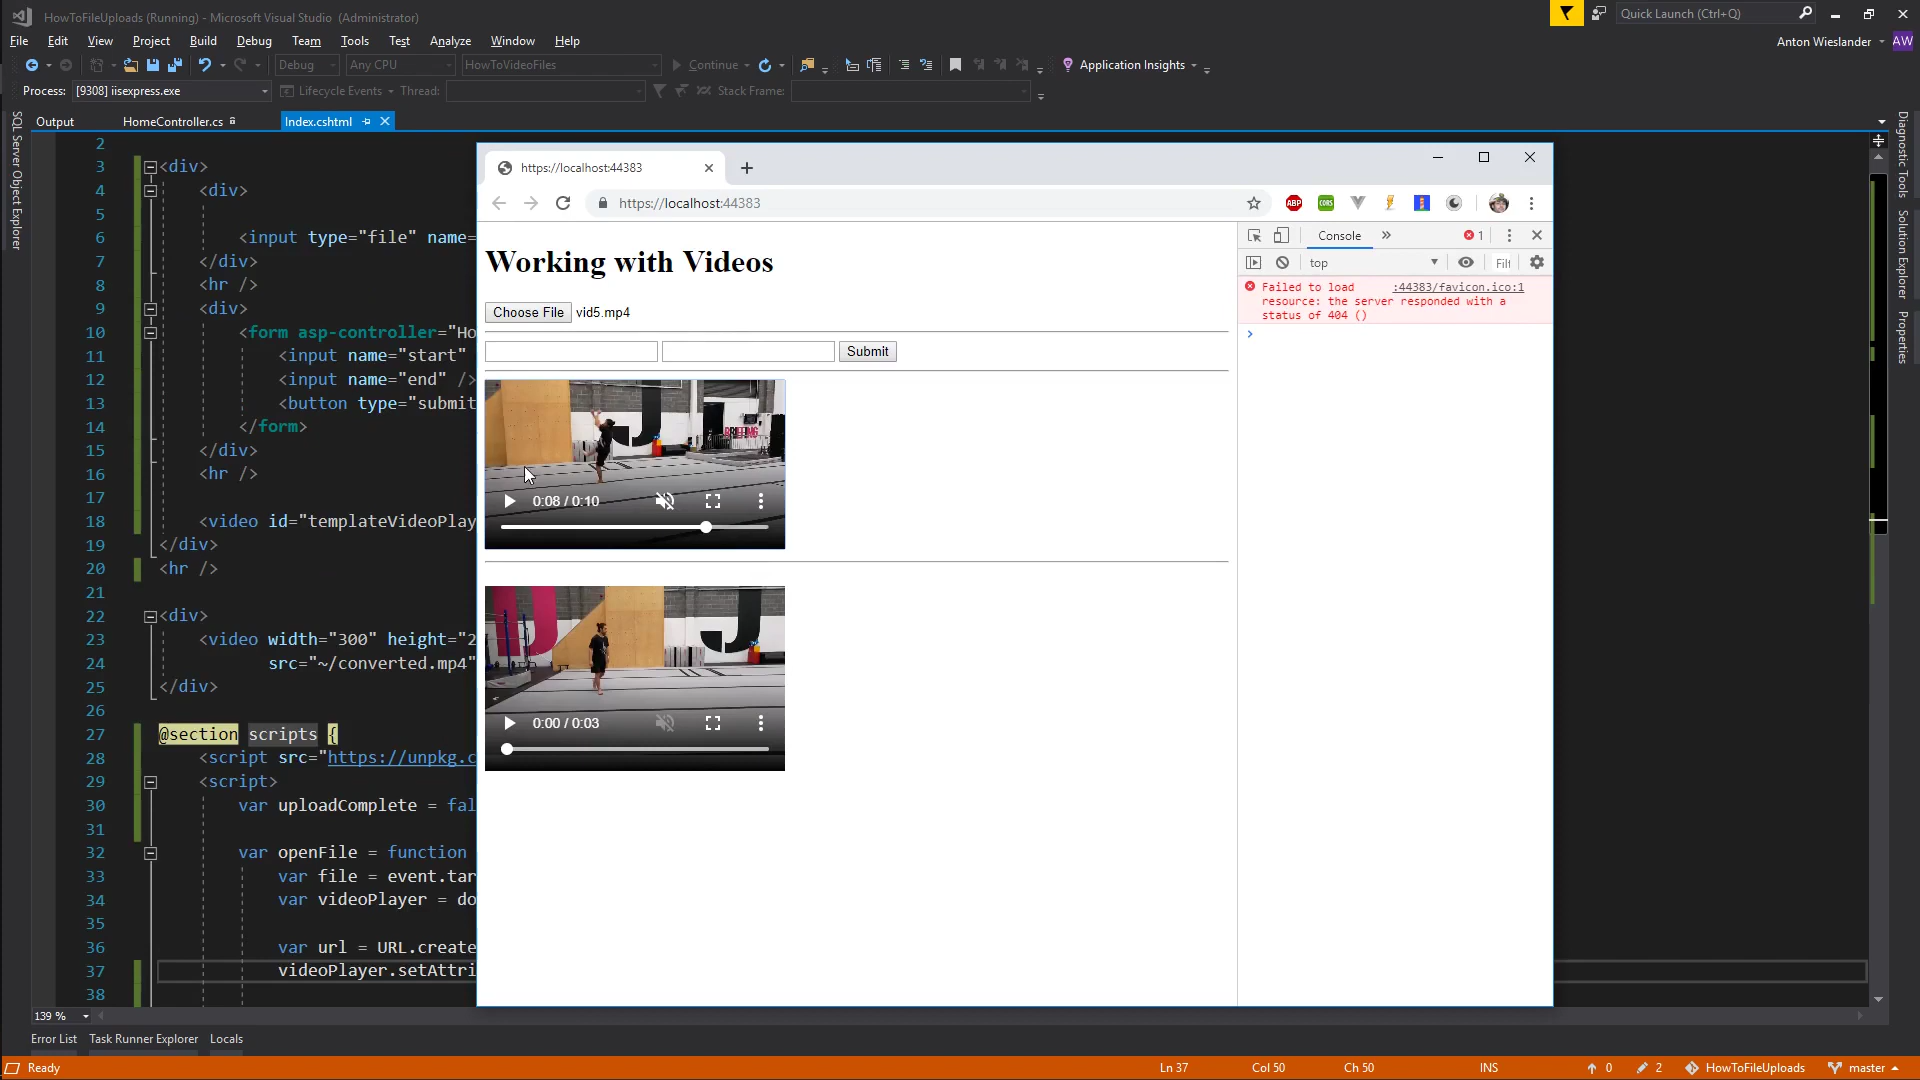 HowToFileUploads (Running) - Microsoft Visual Studio (Administrator)
Quick Launch (Ctrl+Q)
File Edit View Project Build Debug Team Tools Test Analyze Window Help
Anton Wieslander AW
Debug Any CPU HowToVideoFiles Continue Application Insights
Process: [9308] iisexpress.exe Lifecycle Events Thread: Stack Frame:
Output HomeController.cs Index.cshtml
SQL Server Object Explorer
Diagnostic Tools
Solution Explorer
Properties
2
3 <div>
4 <div>
5
6 <input type="file" name=
7 </div>
8 <hr />
9 <div>
10 <form asp-controller="Ho
11 <input name="start"
12 <input name="end" />
13 <button type="submit
14 </form>
15 </div>
16 <hr />
17
18 <video id="templateVideoPlay
19 </div>
20 <hr />
21
22 <div>
23 <video width="300" height="2
24 src="~/converted.mp4"
25 </div>
26
27 @section scripts {
28 <script src="https://unpkg.c
29 <script>
30 var uploadComplete = fal
31
32 var openFile = function
33 var file = event.tar
34 var videoPlayer = do
35
36 var url = URL.create
37 videoPlayer.setAttri
38
https://localhost:44383
https://localhost:44383
ABP
CORS
Working with Videos
Choose File vid5.mp4
Submit
J
BRIEFING
0:08 / 0:10
J
0:00 / 0:03
Console » 1
top Filt
Failed to load :44383/favicon.ico:1
resource: the server responded with a
status of 404 ()
139 %
Error List Task Runner Explorer Locals
Ready Ln 37 Col 50 Ch 50 INS 0 2 HowToFileUploads master